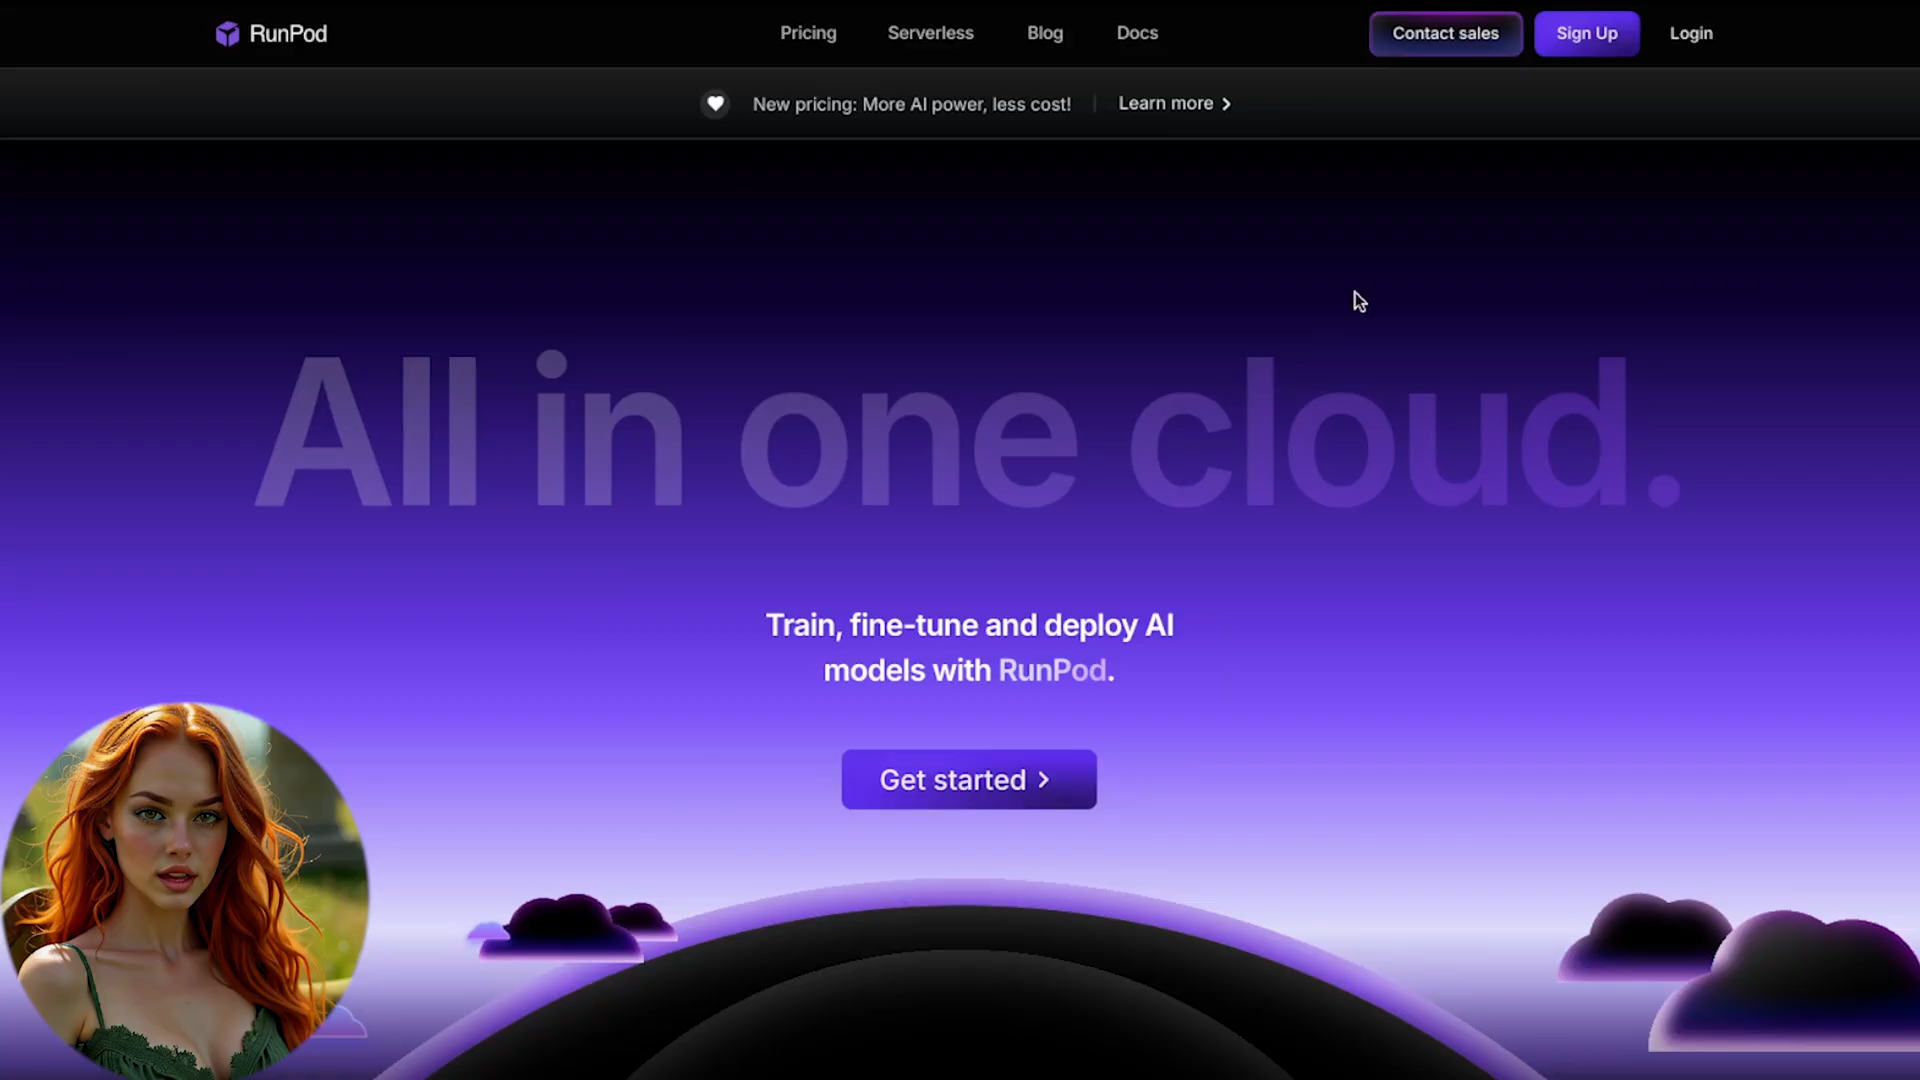 RunPod
Pricing
Serverless
Blog
Docs
Contact sales
Sign Up
Login
New pricing: More AI power, less cost!
Learn more
All in one cloud.
Train, fine-tune and deploy AI
models with RunPod.
Get started